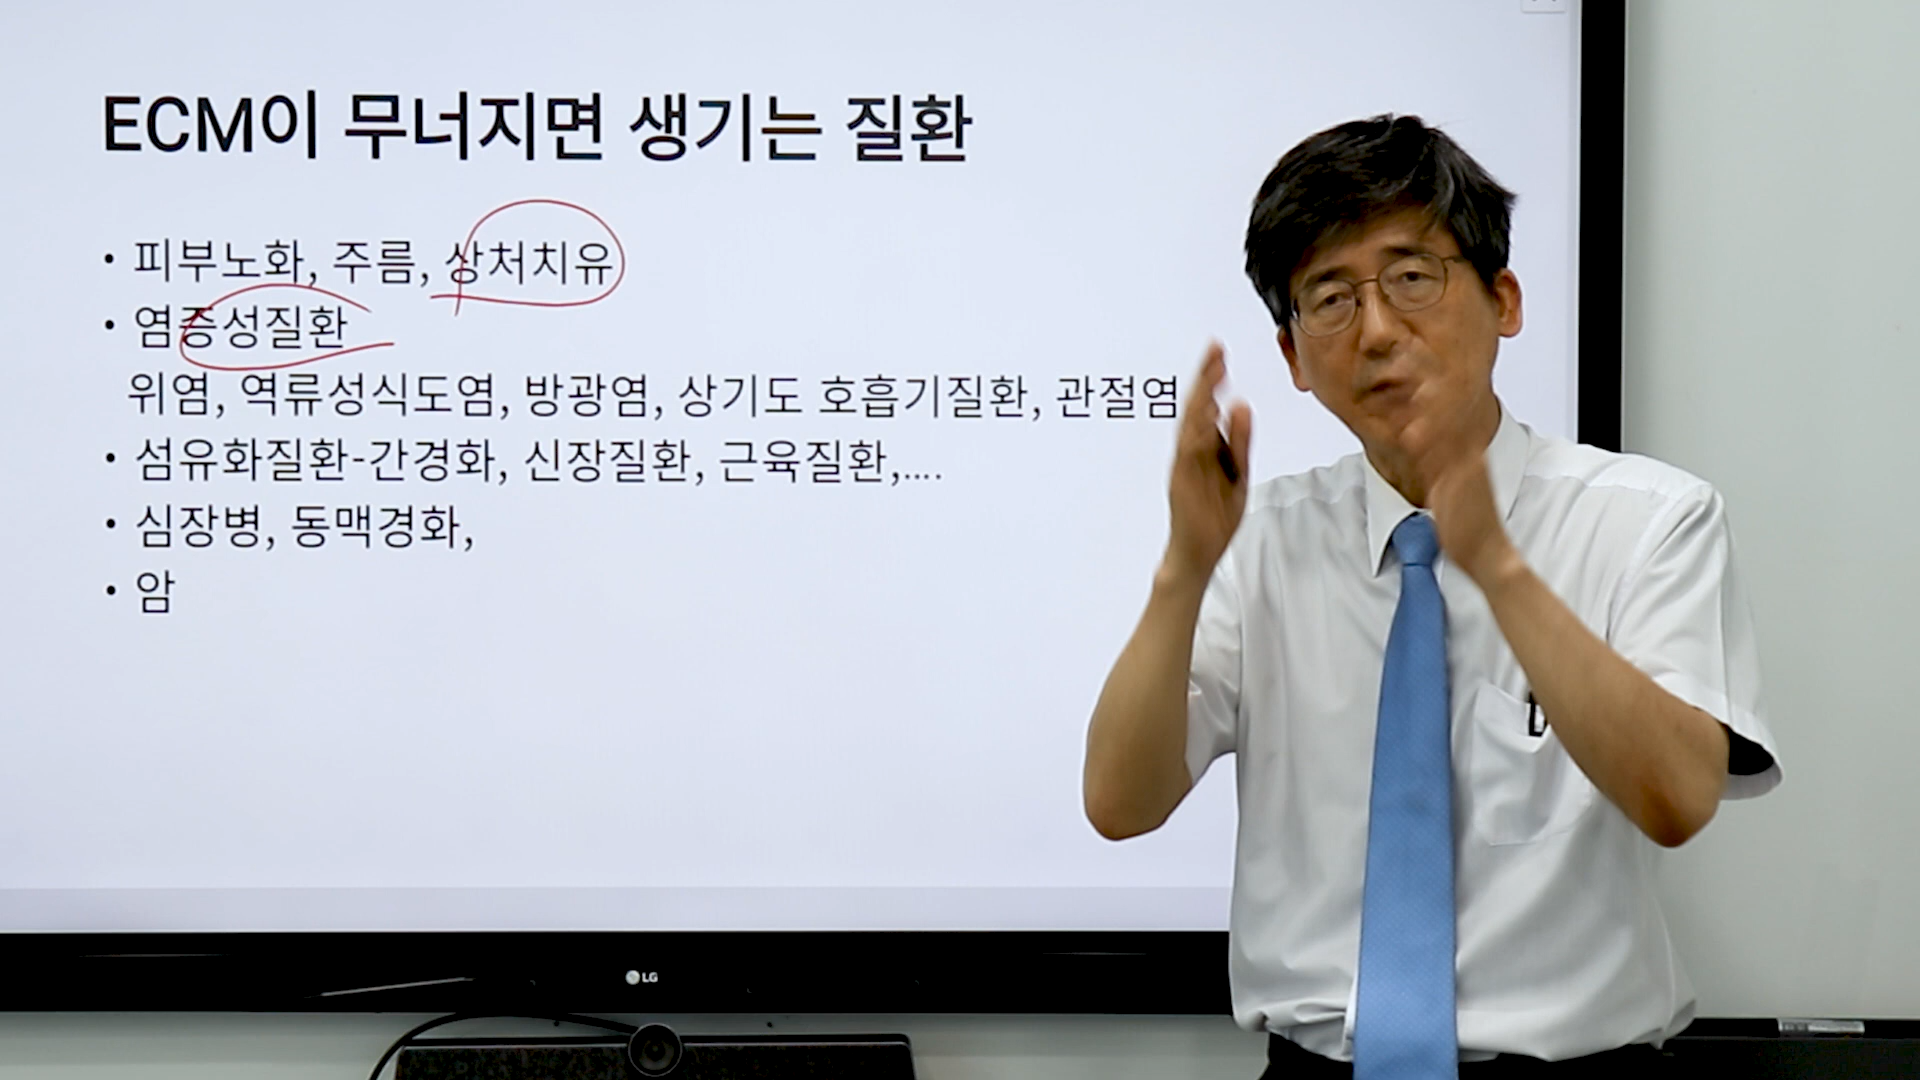 ECM이 무너지면 생기는 질환
• 피부노화, 주름, 상처치유
• 염증성질환
위염, 역류성식도염, 방광염, 상기도 호흡기질환, 관절염
• 섬유화질환-간경화, 신장질환, 근육질환,....
• 심장병, 동맥경화,
• 암
LG